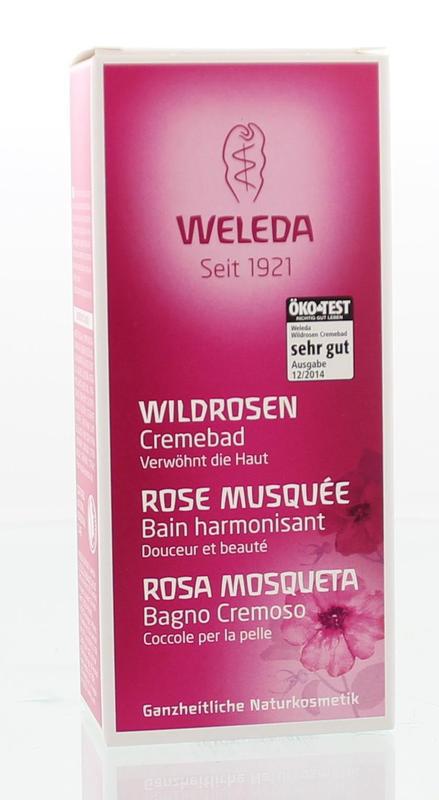 WELEDA
Seit 1921
ÖKO-TEST
RICHTIG GUT LEBEN
Weleda
Wildrosen Cremebad
sehr gut
Ausgabe
12/2014
WILDROSEN
Cremebad
Verwöhnt die Haut
ROSE MUSQUÉE
Bain harmonisant
Douceur et beauté
ROSA MOSQUETA
Bagno Cremoso
Coccole per la pelle
Ganzheitliche Naturkosmetik